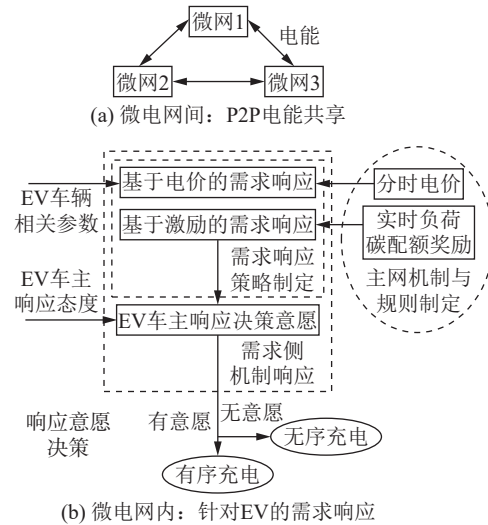 微网1
电能
微网2
微网3
(a) 微电网间：P2P电能共享
基于电价的需求响应
分时电价
EV车辆
相关参数
基于激励的需求响应
实时负荷
碳配额奖励
需求响应
策略制定
主网机制与
规则制定
EV车主
响应态度
EV车主响应决策意愿
需求侧
机制响应
响应意愿
决策
有意愿
无意愿
无序充电
有序充电
(b) 微电网内：针对EV的需求响应